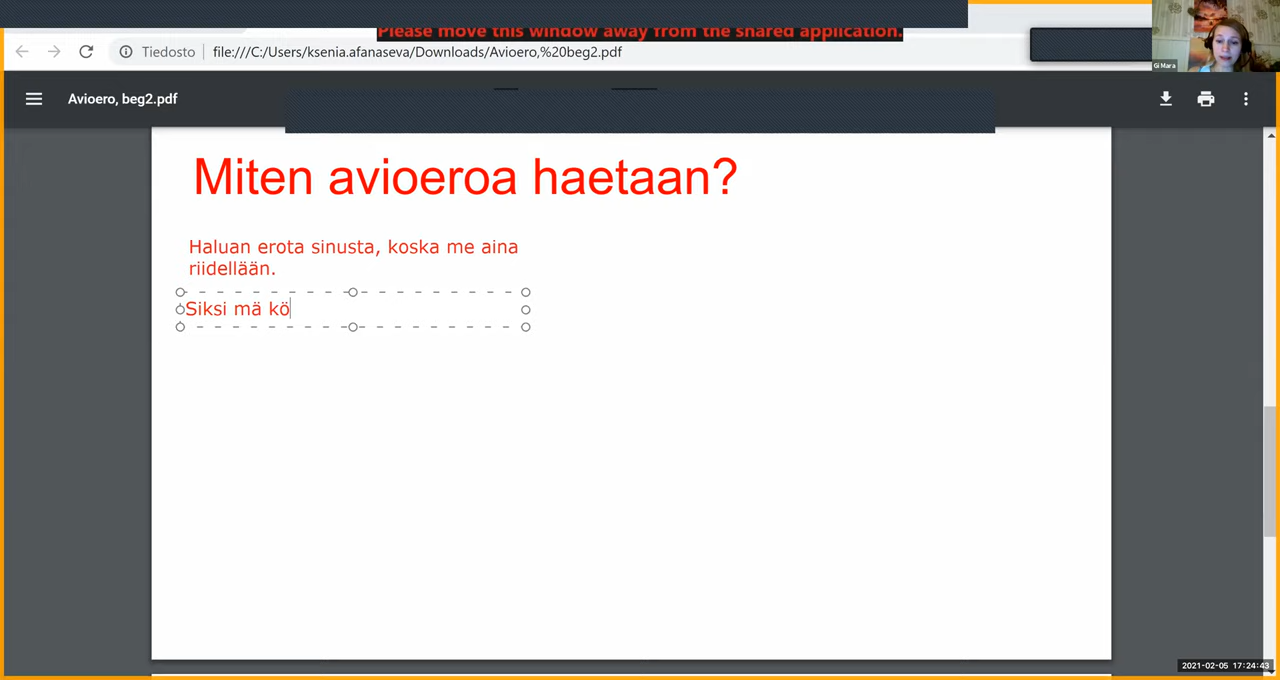 Please move this window away from the shared application.
Tiedosto file:///C:/Users/ksenia.afanaseva/Downloads/Avioero,%20beg2.pdf
Gi Mara
Avioero, beg2.pdf
Miten avioeroa haetaan?
Haluan erota sinusta, koska me aina
riidellään.
Siksi mä kö
2021-02-05 17:24:43